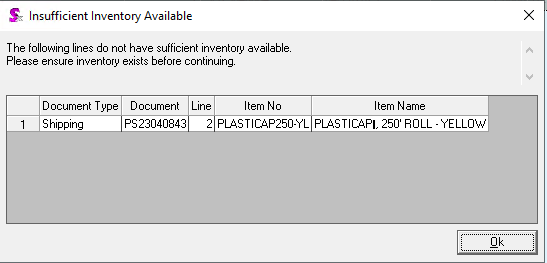 Insufficient Inventory Available
The following lines do not have sufficient inventory available.
Please ensure inventory exists before continuing.
Document Type Document Line Item No Item Name
1 Shipping PS23040843 2 PLASTICAP250-YL PLASTICAP|, 250' ROLL - YELLOW
Ok